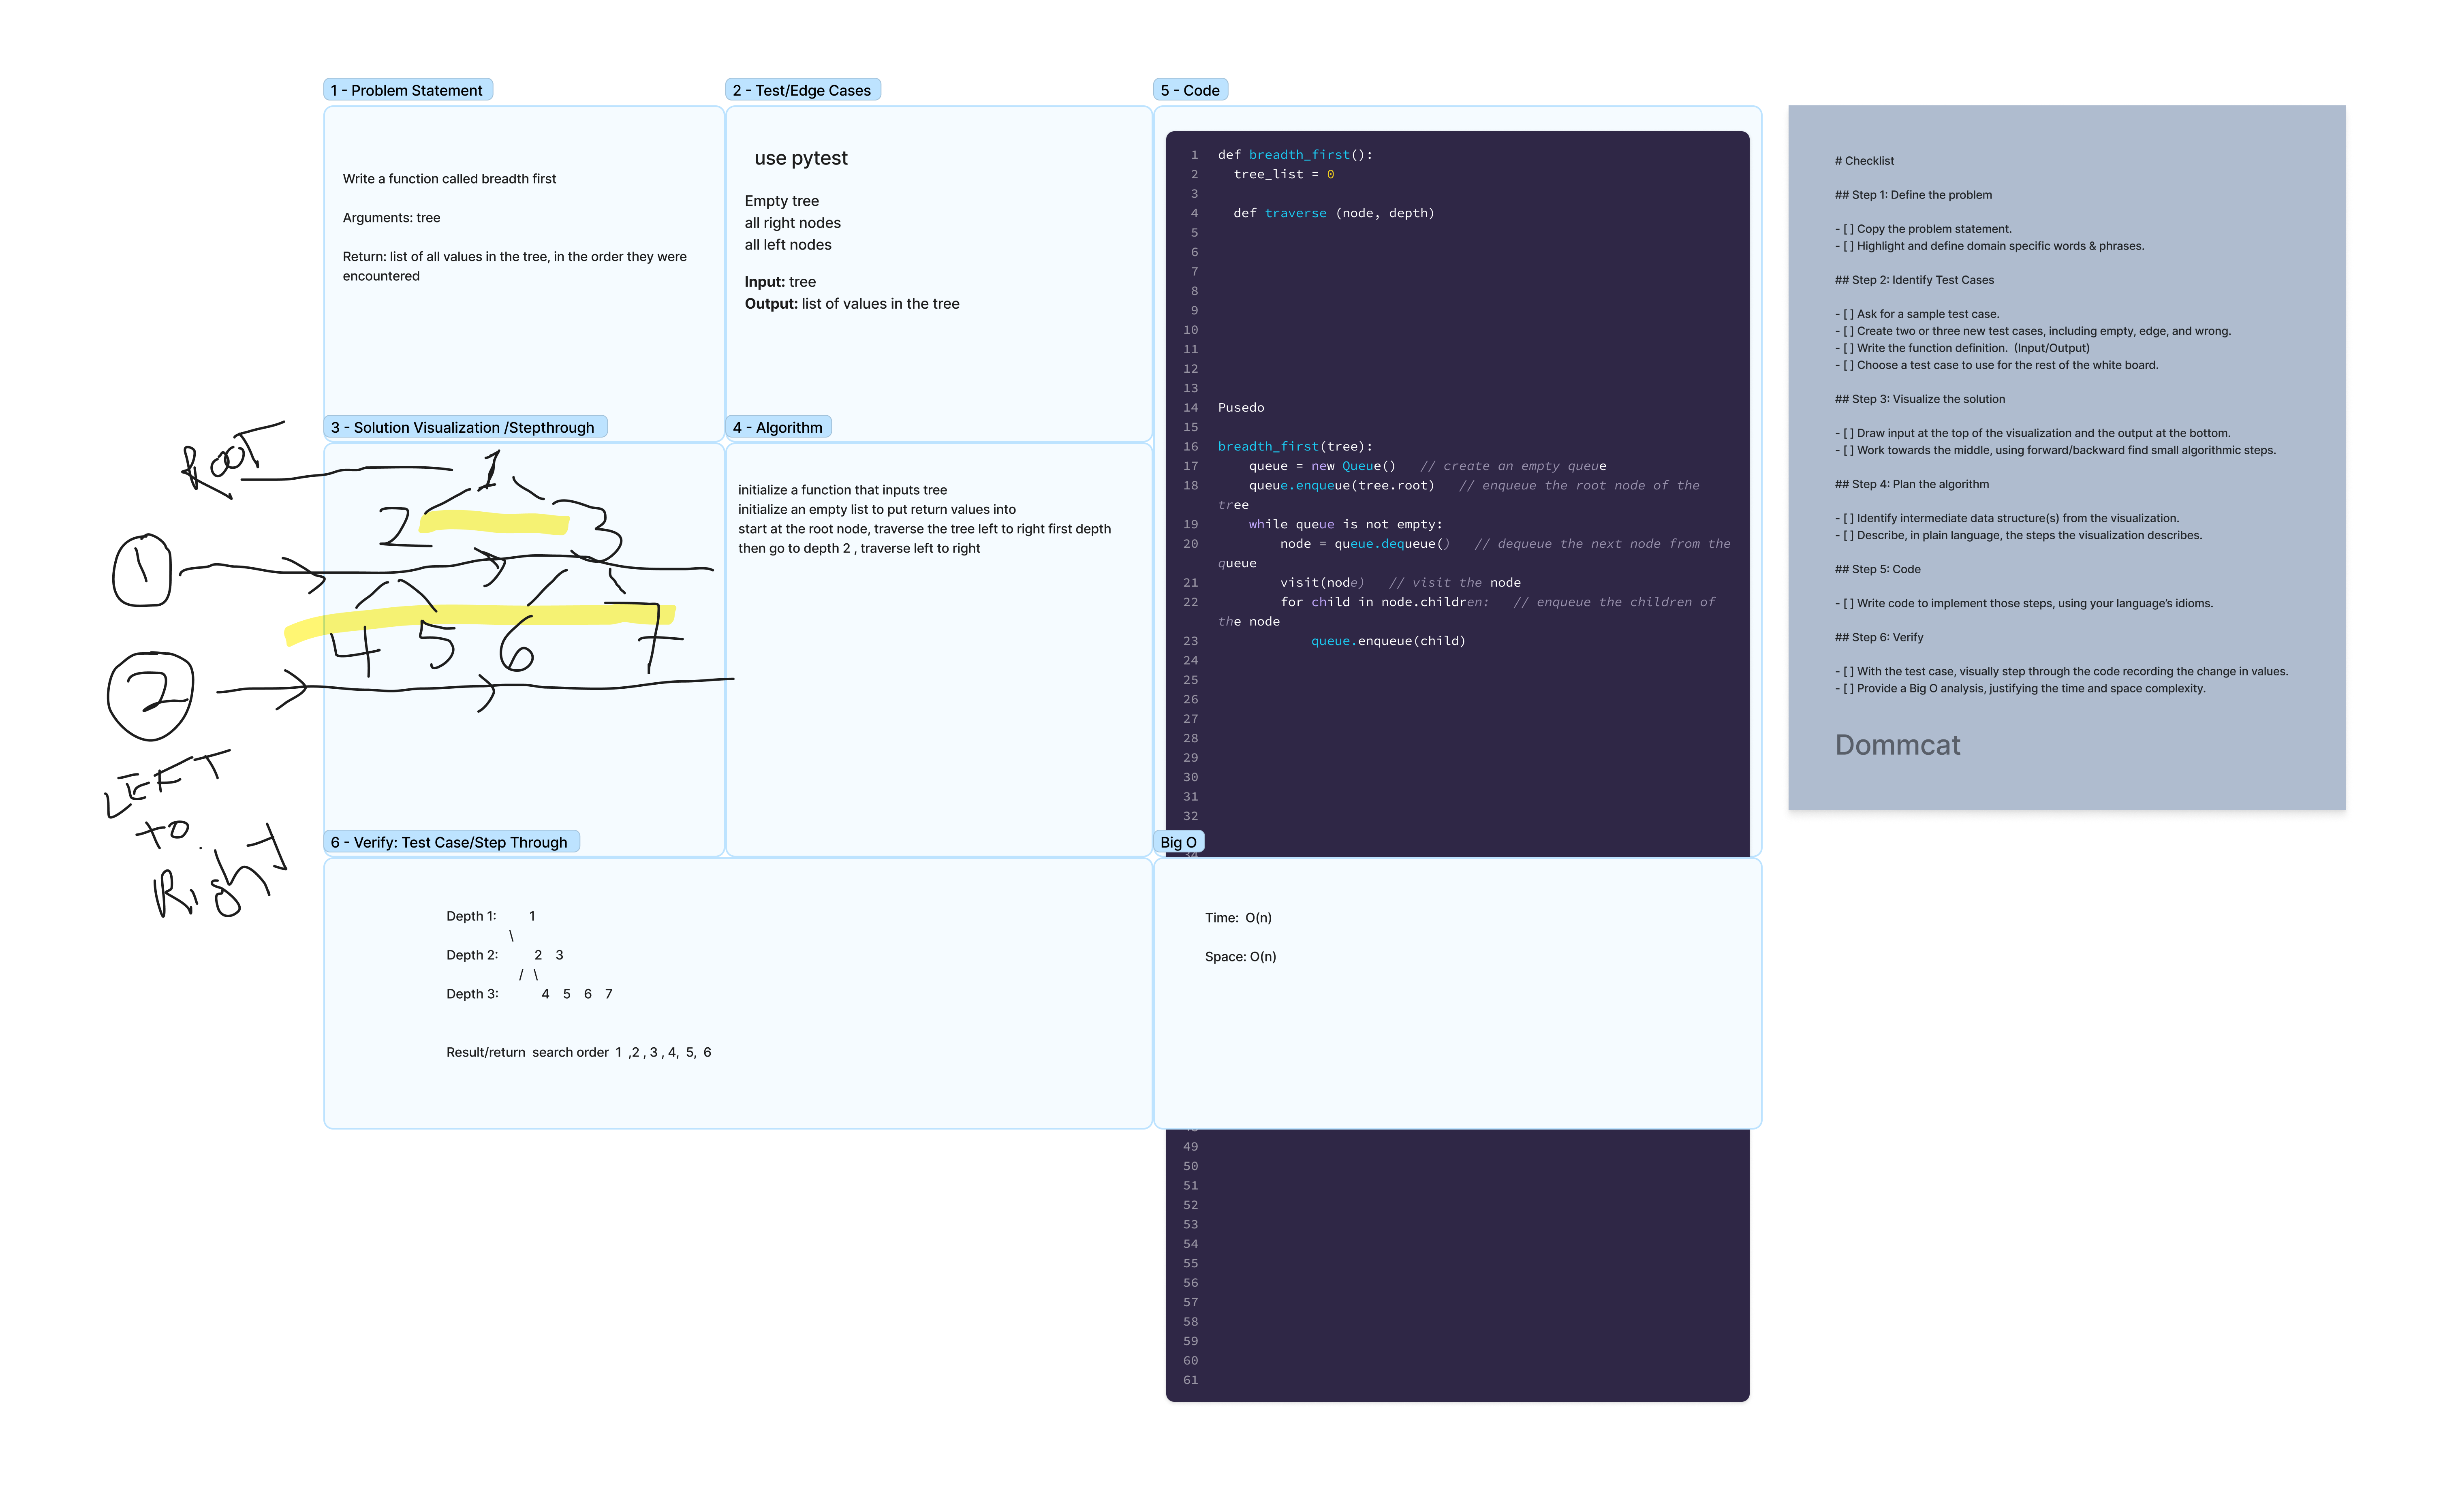 1 - Problem Statement
Write a function called breadth first
Arguments: tree
Return: list of all values in the tree, in the order they were
encountered
2 - Test/Edge Cases
use pytest
Empty tree
all right nodes
all left nodes
Input: tree
Output: list of values in the tree
3 - Solution Visualization /Stepthrough
ROOT
1
2 3
1
4 5 6 7
2
LEFT
to
Right
4 - Algorithm
initialize a function that inputs tree
initialize an empty list to put return values into
start at the root node, traverse the tree left to right first depth
then go to depth 2 , traverse left to right
5 - Code
1 def breadth_first():
2 tree_list = 0
3
4 def traverse (node, depth)
5
6
7
8
9
10
11
12
13
14 Pusedo
15
16 breadth_first(tree):
17 queue = new Queue() // create an empty queue
18 queue.enqueue(tree.root) // enqueue the root node of the
tree
19 while queue is not empty:
20 node = queue.dequeue() // dequeue the next node from the
queue
21 visit(node) // visit the node
22 for child in node.children: // enqueue the children of
the node
23 queue.enqueue(child)
24
25
26
27
28
29
30
31
32
49
50
51
52
53
54
55
56
57
58
59
60
61
6 - Verify: Test Case/Step Through
Depth 1: 1
\
Depth 2: 2 3
/ \
Depth 3: 4 5 6 7
Result/return search order 1 ,2 , 3 , 4, 5, 6
Big O
Time: O(n)
Space: O(n)
# Checklist
## Step 1: Define the problem
- [ ] Copy the problem statement.
- [ ] Highlight and define domain specific words & phrases.
## Step 2: Identify Test Cases
- [ ] Ask for a sample test case.
- [ ] Create two or three new test cases, including empty, edge, and wrong.
- [ ] Write the function definition. (Input/Output)
- [ ] Choose a test case to use for the rest of the white board.
## Step 3: Visualize the solution
- [ ] Draw input at the top of the visualization and the output at the bottom.
- [ ] Work towards the middle, using forward/backward find small algorithmic steps.
## Step 4: Plan the algorithm
- [ ] Identify intermediate data structure(s) from the visualization.
- [ ] Describe, in plain language, the steps the visualization describes.
## Step 5: Code
- [ ] Write code to implement those steps, using your language's idioms.
## Step 6: Verify
- [ ] With the test case, visually step through the code recording the change in values.
- [ ] Provide a Big O analysis, justifying the time and space complexity.
Dommcat